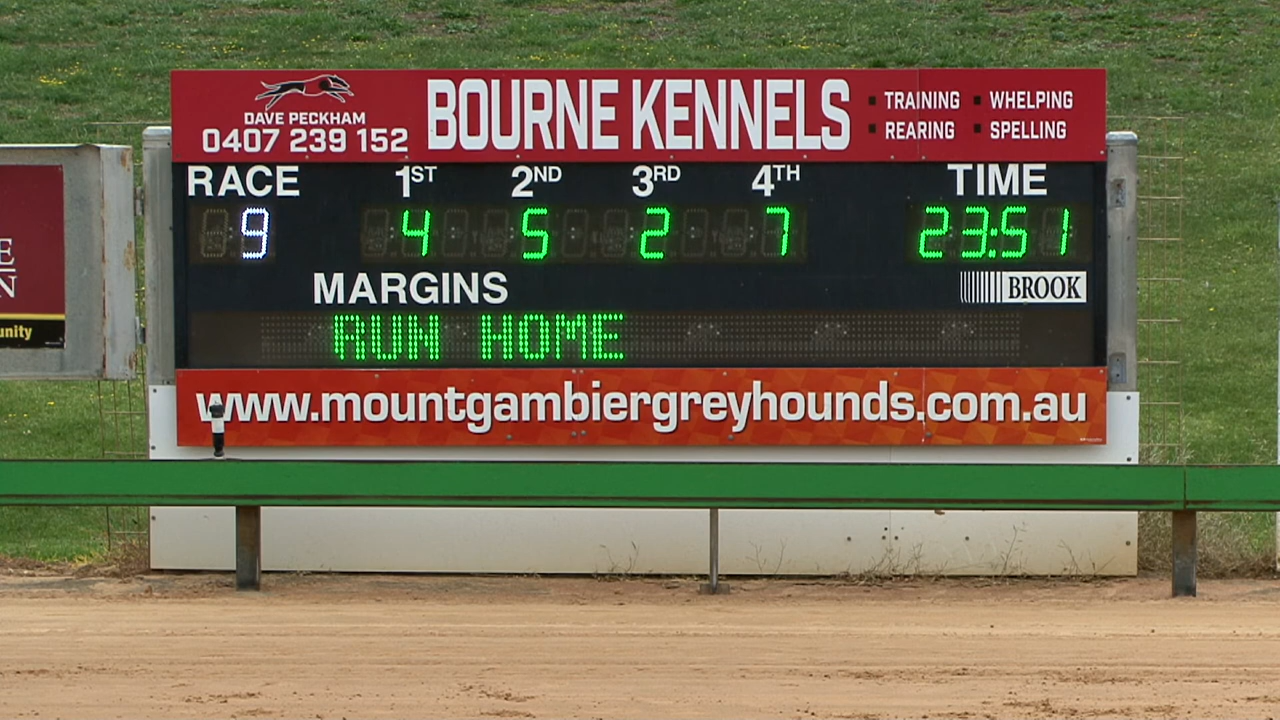 BOURNE KENNELS
DAVE PECKHAM
0407 239 152
TRAINING WHELPING
REARING SPELLING
RACE 1ST 2ND 3RD 4TH TIME
9 4 5 2 7 23:51
MARGINS
BROOK
RUN HOME
www.mountgambiergreyhounds.com.au
E
N
unity